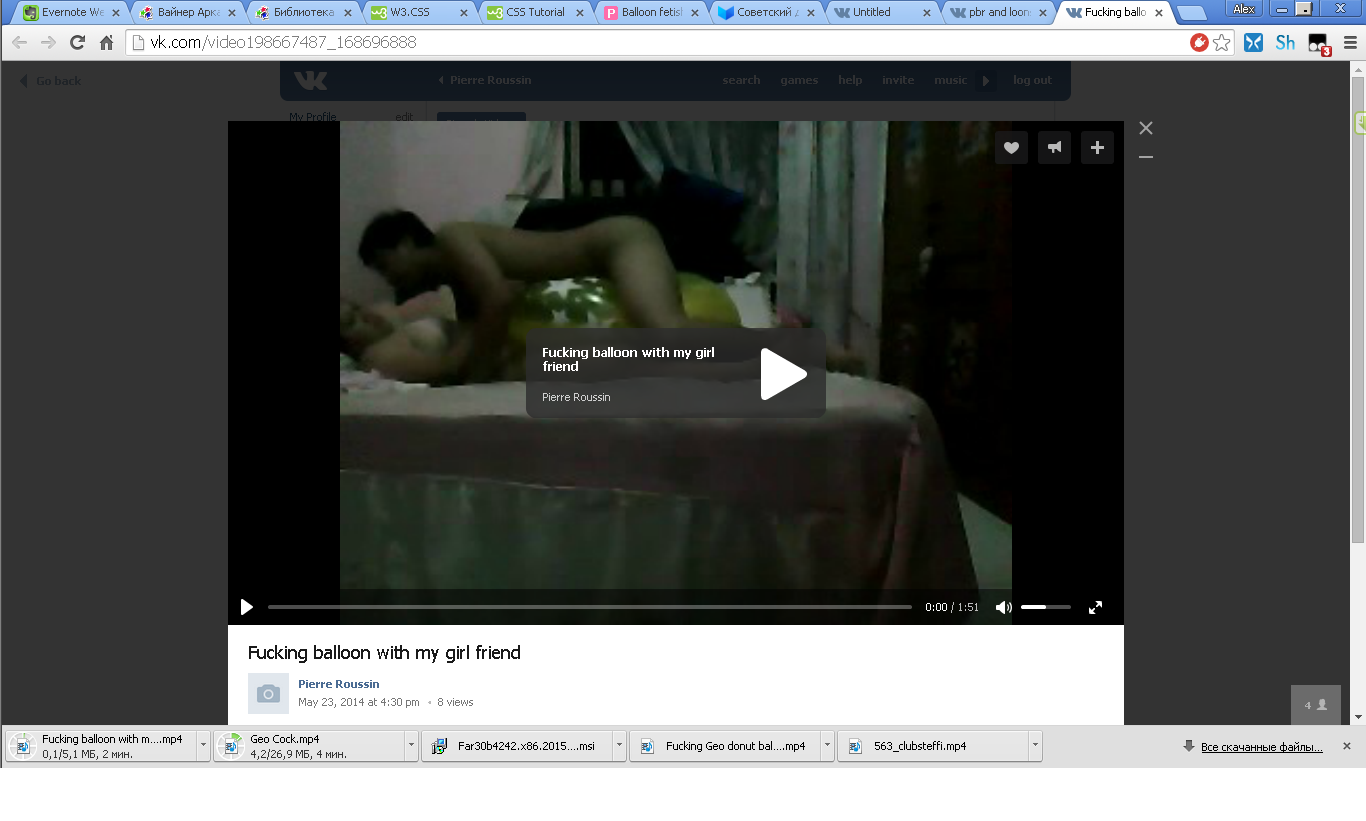 Evernote We
Вайнер Арка
Библиотека
W3.CSS
CSS Tutorial
Balloon fetish
Советский д
Untitled
pbr and loon
Fucking ballo
Alex
vk.com/video198667487_168696888
Sh
3
Go back
Pierre Roussin
search
games
help
invite
music
log out
My Profile
edit
Fucking balloon with my girl
friend
Pierre Roussin
0:00 / 1:51
Fucking balloon with my girl friend
Pierre Roussin
May 23, 2014 at 4:30 pm • 8 views
4
Fucking balloon with m....mp4
0,1/5,1 МБ, 2 мин.
Geo Cock.mp4
4,2/26,9 МБ, 4 мин.
Far30b4242.x86.2015....msi
Fucking Geo donut bal....mp4
563_clubsteffi.mp4
Все скачанные файлы...